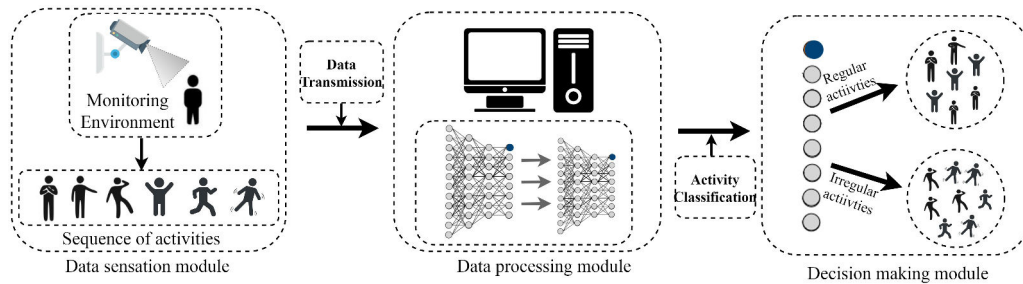 Monitoring
Environment
Sequence of activities
Data sensation module
Data
Transmission
Data processing module
Activity
Classification
Regular
actiivties
Irregular
actiivties
Decision making module